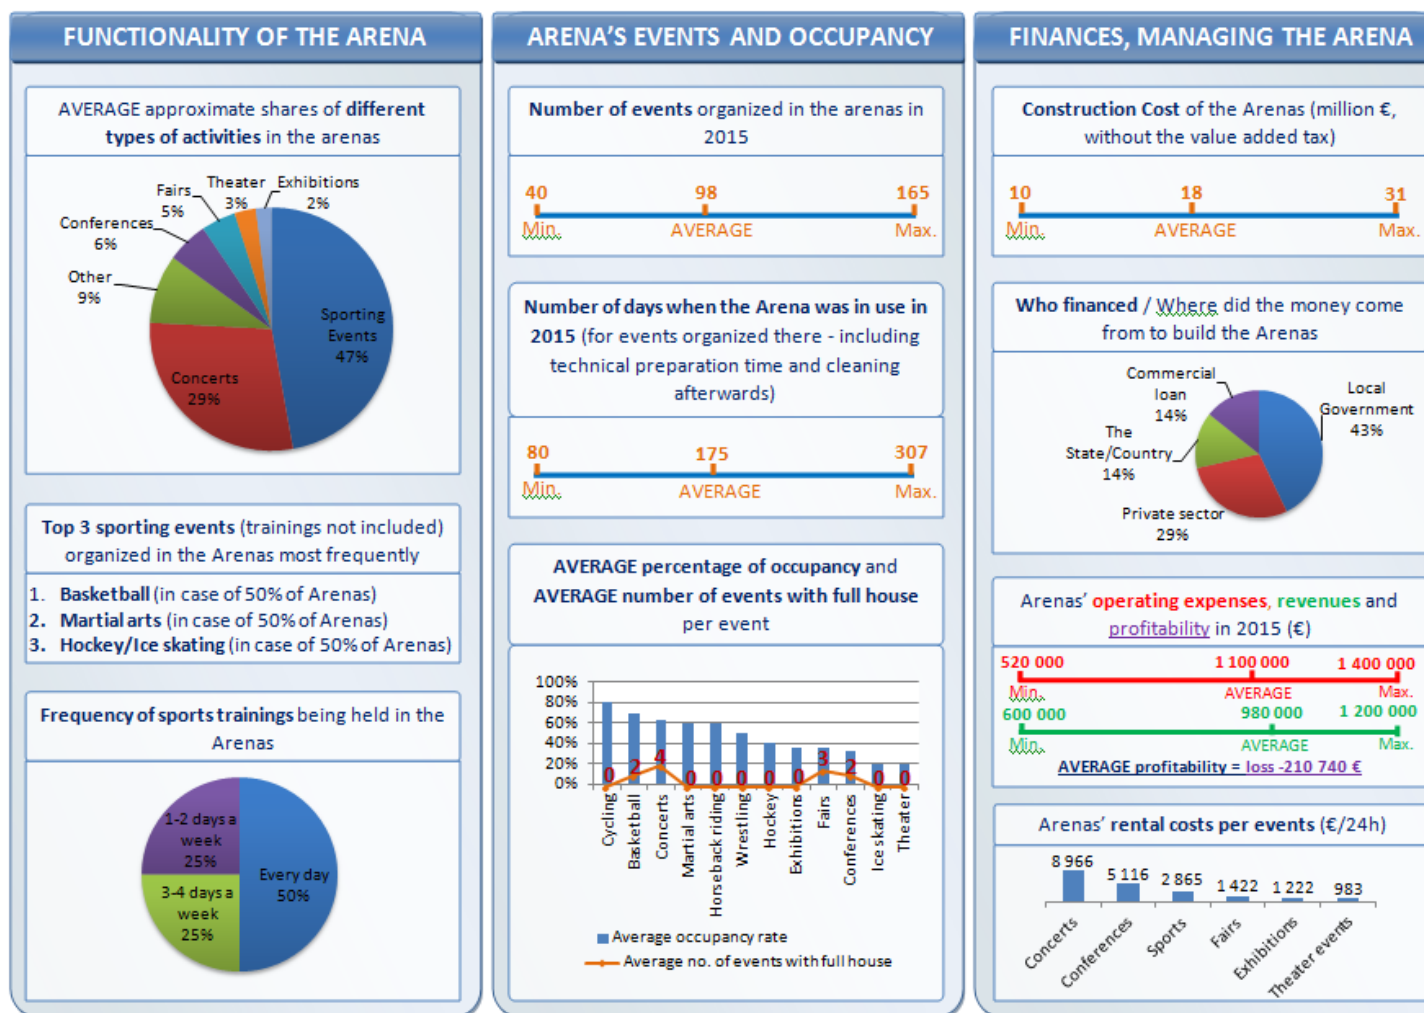 FUNCTIONALITY OF THE ARENA
AVERAGE approximate shares of different
types of activities in the arenas
Theater
3%
Exhibitions
2%
Fairs
5%
Conferences
6%
Other
9%
Sporting
Events
47%
Concerts
29%
Top 3 sporting events (trainings not included)
organized in the Arenas most frequently
1. Basketball (in case of 50% of Arenas)
2. Martial arts (in case of 50% of Arenas)
3. Hockey/Ice skating (in case of 50% of Arenas)
Frequency of sports trainings being held in the
Arenas
1-2 days a
week
25%
Every day
50%
3-4 days a
week
25%
ARENA'S EVENTS AND OCCUPANCY
Number of events organized in the arenas in
2015
40 98 165
Min. AVERAGE Max.
Number of days when the Arena was in use in
2015 (for events organized there - including
technical preparation time and cleaning
afterwards)
80 175 307
Min. AVERAGE Max.
AVERAGE percentage of occupancy and
AVERAGE number of events with full house
per event
100%
80%
60%
40%
20%
0%
0 2 4 0 0 0 0 0 3 2 0 0
Cycling
Basketball
Concerts
Martial arts
Horseback riding
Wrestling
Hockey
Exhibitions
Fairs
Conferences
Ice skating
Theater
Average occupancy rate
Average no. of events with full house
FINANCES, MANAGING THE ARENA
Construction Cost of the Arenas (million €,
without the value added tax)
10 18 31
Min. AVERAGE Max.
Who financed / Where did the money come
from to build the Arenas
Commercial
loan
14%
Local
Government
43%
The
State/Country
14%
Private sector
29%
Arenas' operating expenses, revenues and
profitability in 2015 (€)
520 000 1 100 000 1 400 000
Min. AVERAGE Max.
600 000 980 000 1 200 000
Min. AVERAGE Max.
AVERAGE profitability = loss -210 740 €
Arenas' rental costs per events (€/24h)
8 966 5 116 2 865 1 422 1 222 983
Concerts
Conferences
Sports
Fairs
Exhibitions
Theater events